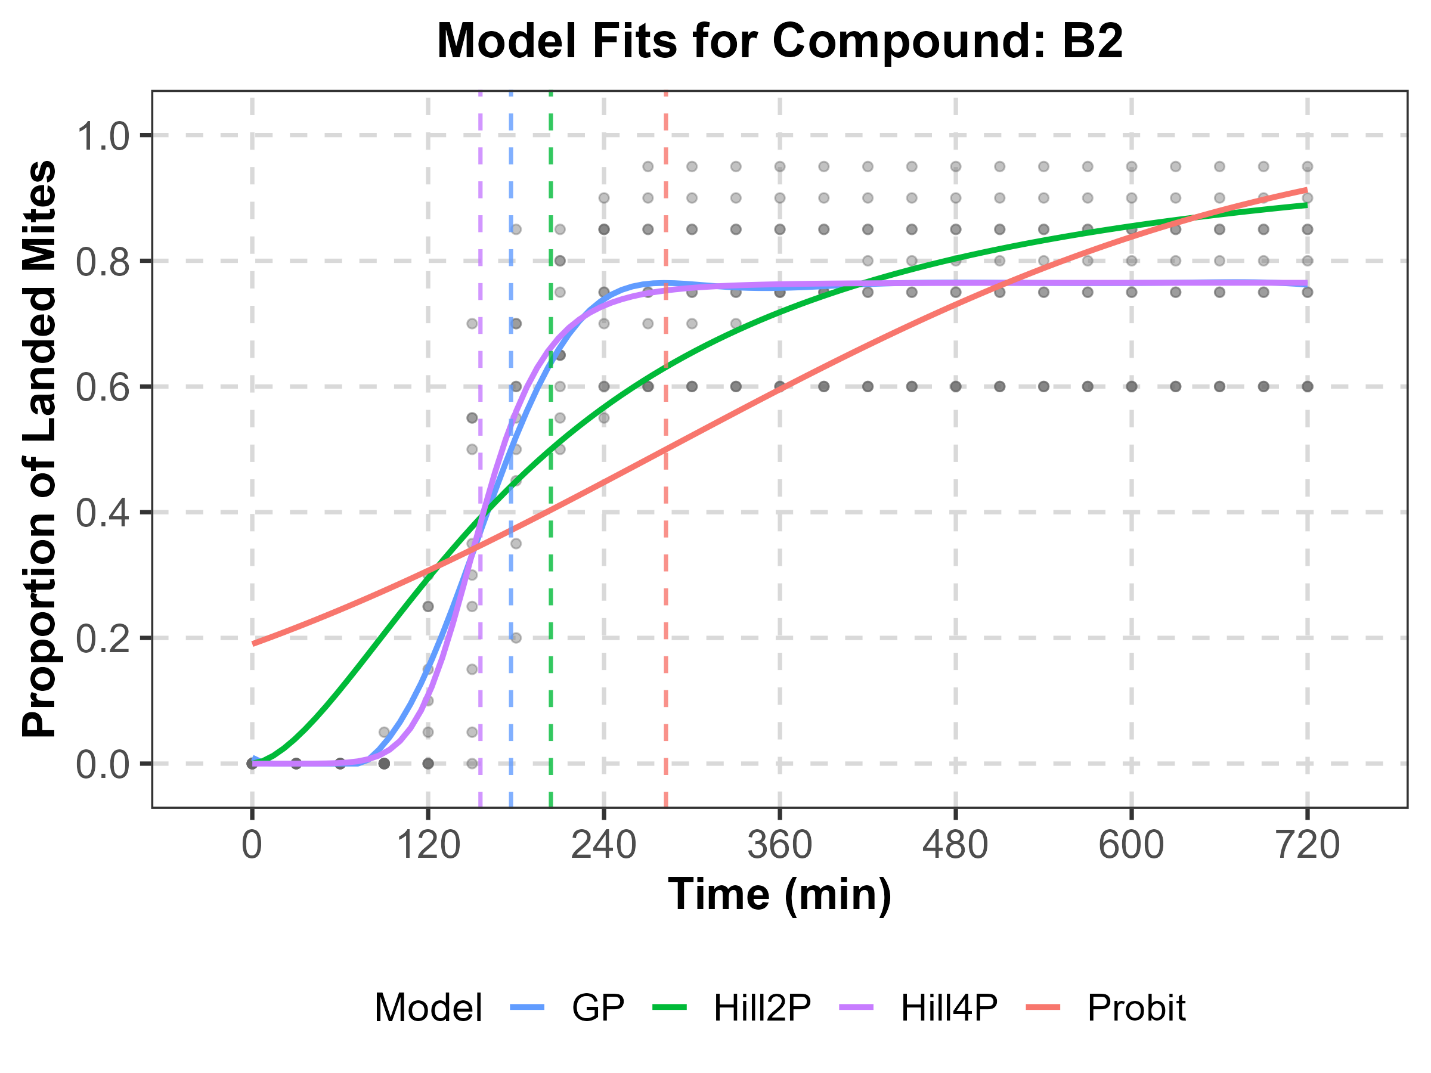 Model Fits for Compound: B2
Proportion of Landed Mites
1.0
0.8
0.6
0.4
0.2
0.0
0 120 240 360 480 600 720
Time (min)
Model GP Hill2P Hill4P Probit